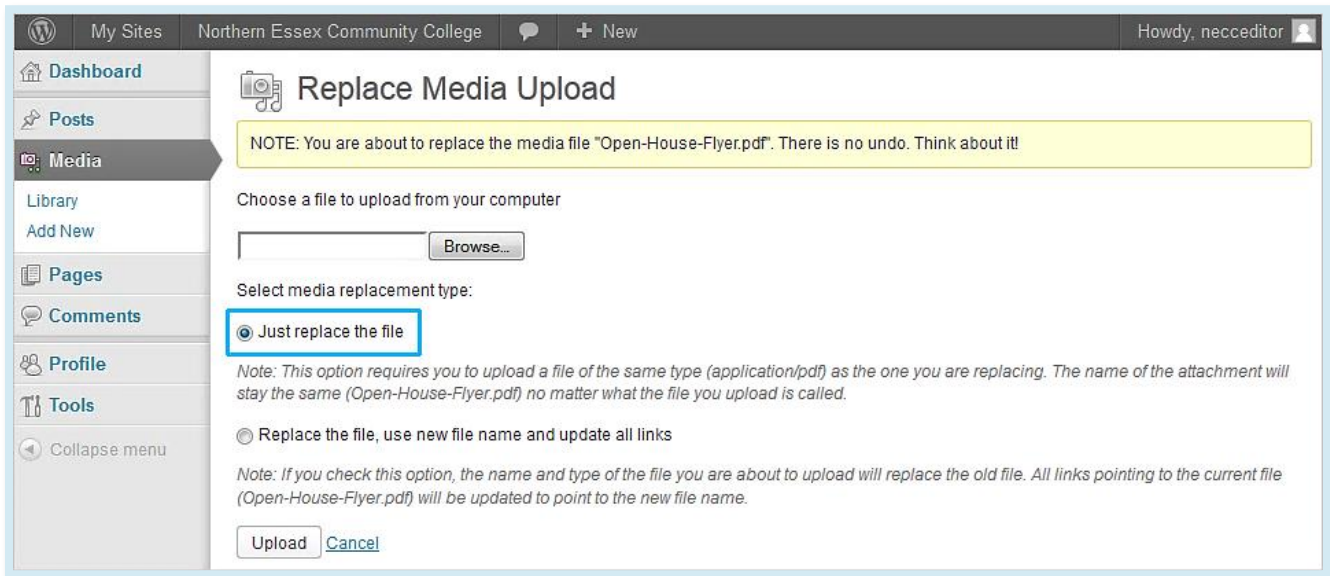 My Sites Northern Essex Community College + New Howdy, necceditor
Dashboard
Posts
Media
Library
Add New
Pages
Comments
Profile
Tools
Collapse menu
Replace Media Upload
NOTE: You are about to replace the media file "Open-House-Flyer.pdf". There is no undo. Think about it!
Choose a file to upload from your computer
Browse...
Select media replacement type:
Just replace the file
Note: This option requires you to upload a file of the same type (application/pdf) as the one you are replacing. The name of the attachment will
stay the same (Open-House-Flyer.pdf) no matter what the file you upload is called.
Replace the file, use new file name and update all links
Note: If you check this option, the name and type of the file you are about to upload will replace the old file. All links pointing to the current file
(Open-House-Flyer.pdf) will be updated to point to the new file name.
Upload Cancel